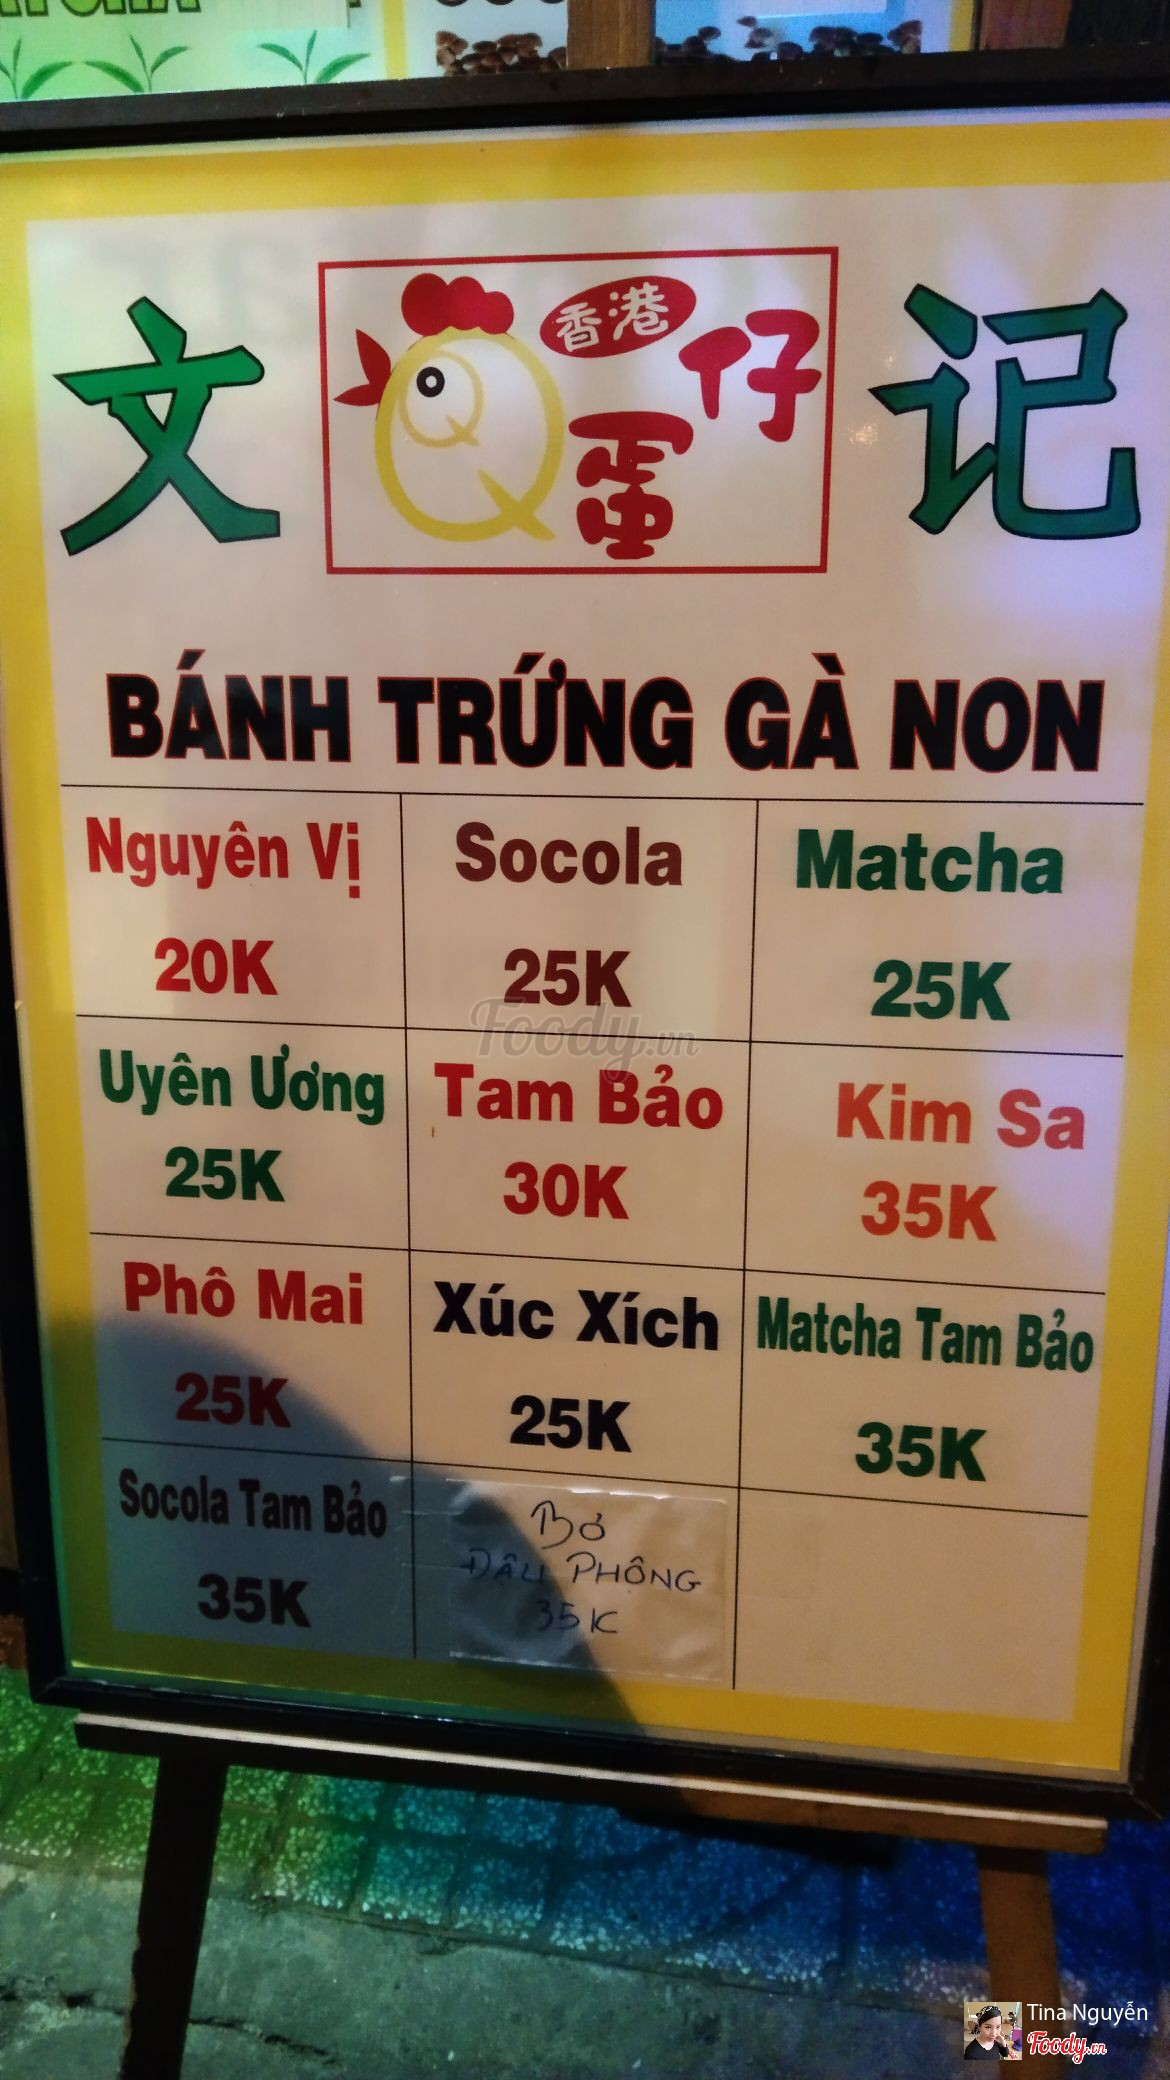 文 香港 Q蛋仔 记
BÁNH TRỨNG GÀ NON
Nguyên Vị Socola Matcha
20K 25K 25K
Foody.vn
Uyên Ương Tam Bảo Kim Sa
25K 30K 35K
Phô Mai Xúc Xích Matcha Tam Bảo
25K 25K 35K
Socola Tam Bảo Bơ
ĐẬU PHỘNG
35K 35K
Tina Nguyễn
Foody.vn